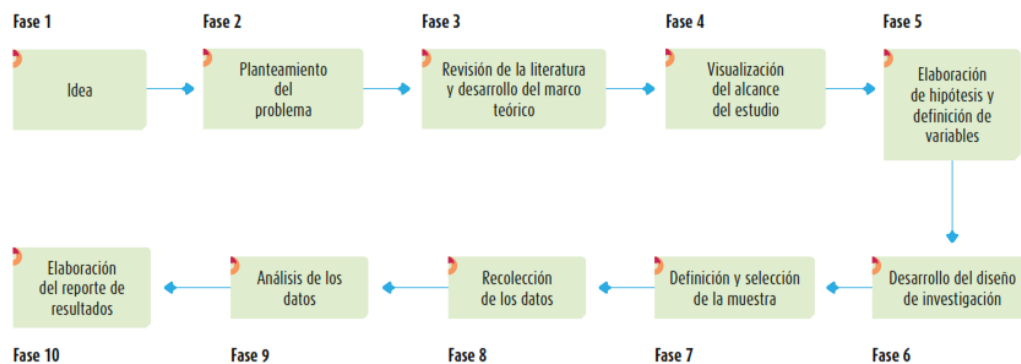 Fase 1
Fase 2
Fase 3
Fase 4
Fase 5
Idea
Planteamiento
del
problema
Revisión de la literatura
y desarrollo del marco
teórico
Visualización
del alcance
del estudio
Elaboración
de hipótesis y
definición de
variables
Elaboración
del reporte de
resultados
Análisis de los
datos
Recolección
de los datos
Definición y selección
de la muestra
Desarrollo del diseño
de investigación
Fase 10
Fase 9
Fase 8
Fase 7
Fase 6